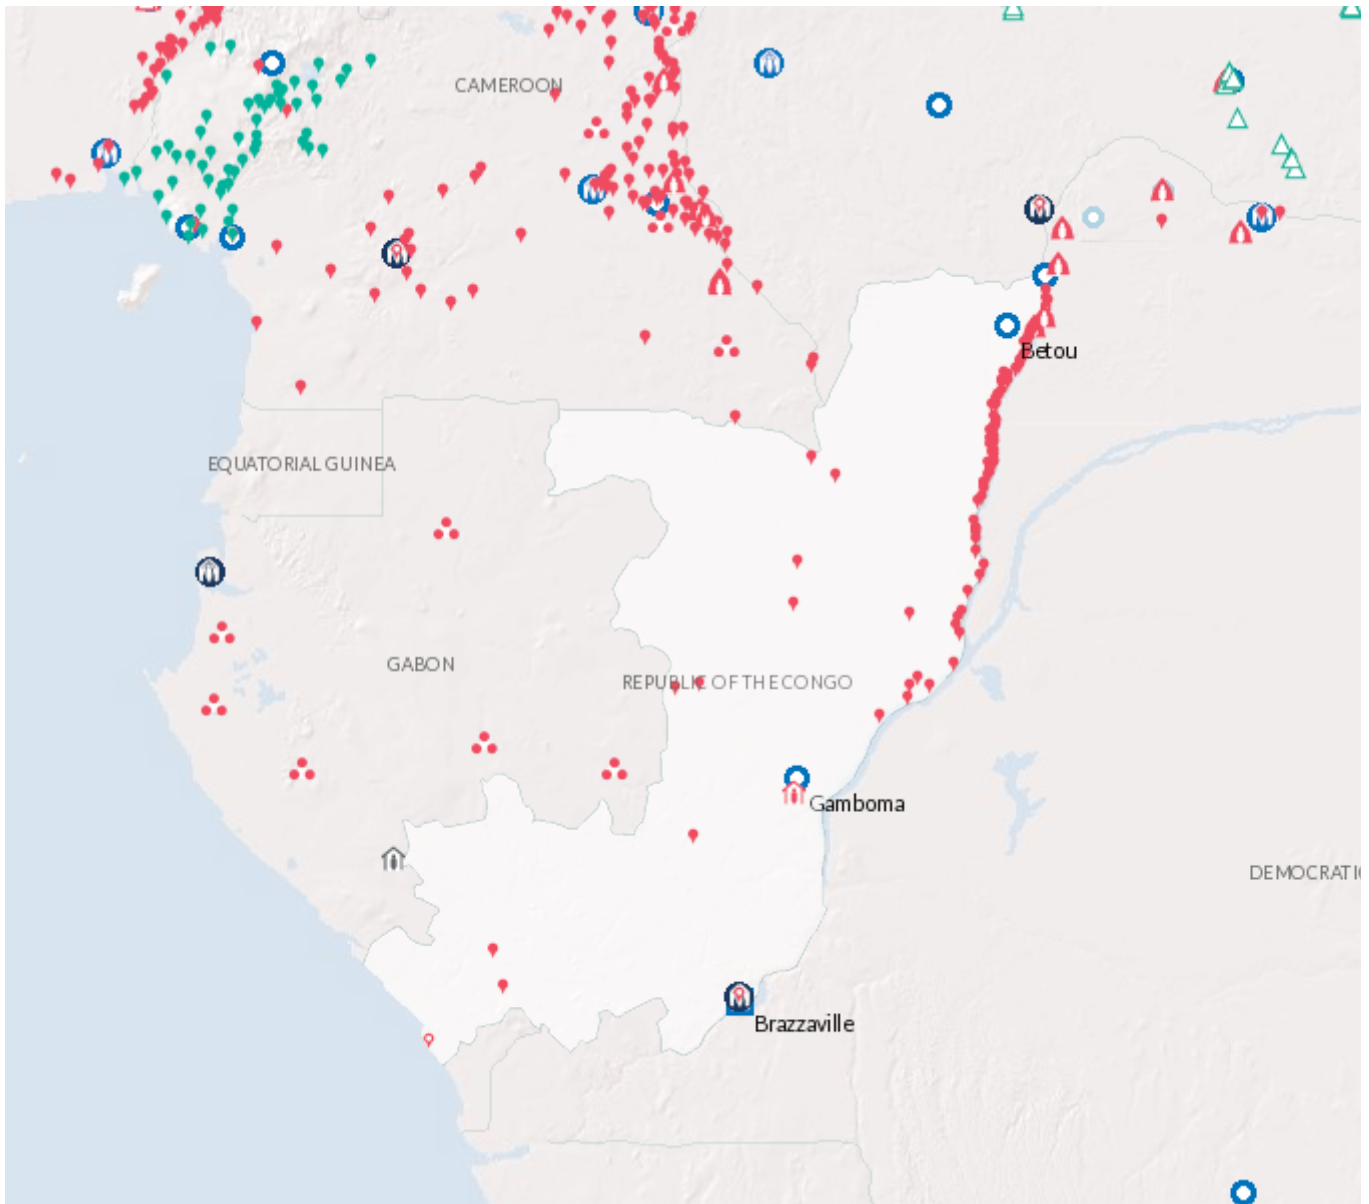 CAMEROON
Betou
EQUATORIAL GUINEA
GABON
REPUBLIC OF THE CONGO
Gamboma
DEMOCRATI
Brazzaville